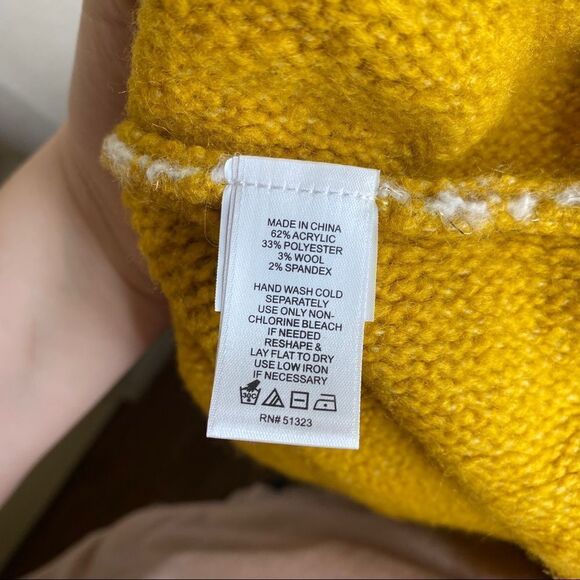 MADE IN CHINA
62% ACRYLIC
33% POLYESTER
3% WOOL
2% SPANDEX
HAND WASH COLD
SEPARATELY
USE ONLY NON-
CHLORINE BLEACH
IF NEEDED
RESHAPE &
LAY FLAT TO DRY
USE LOW IRON
IF NECESSARY
30C
RN# 51323